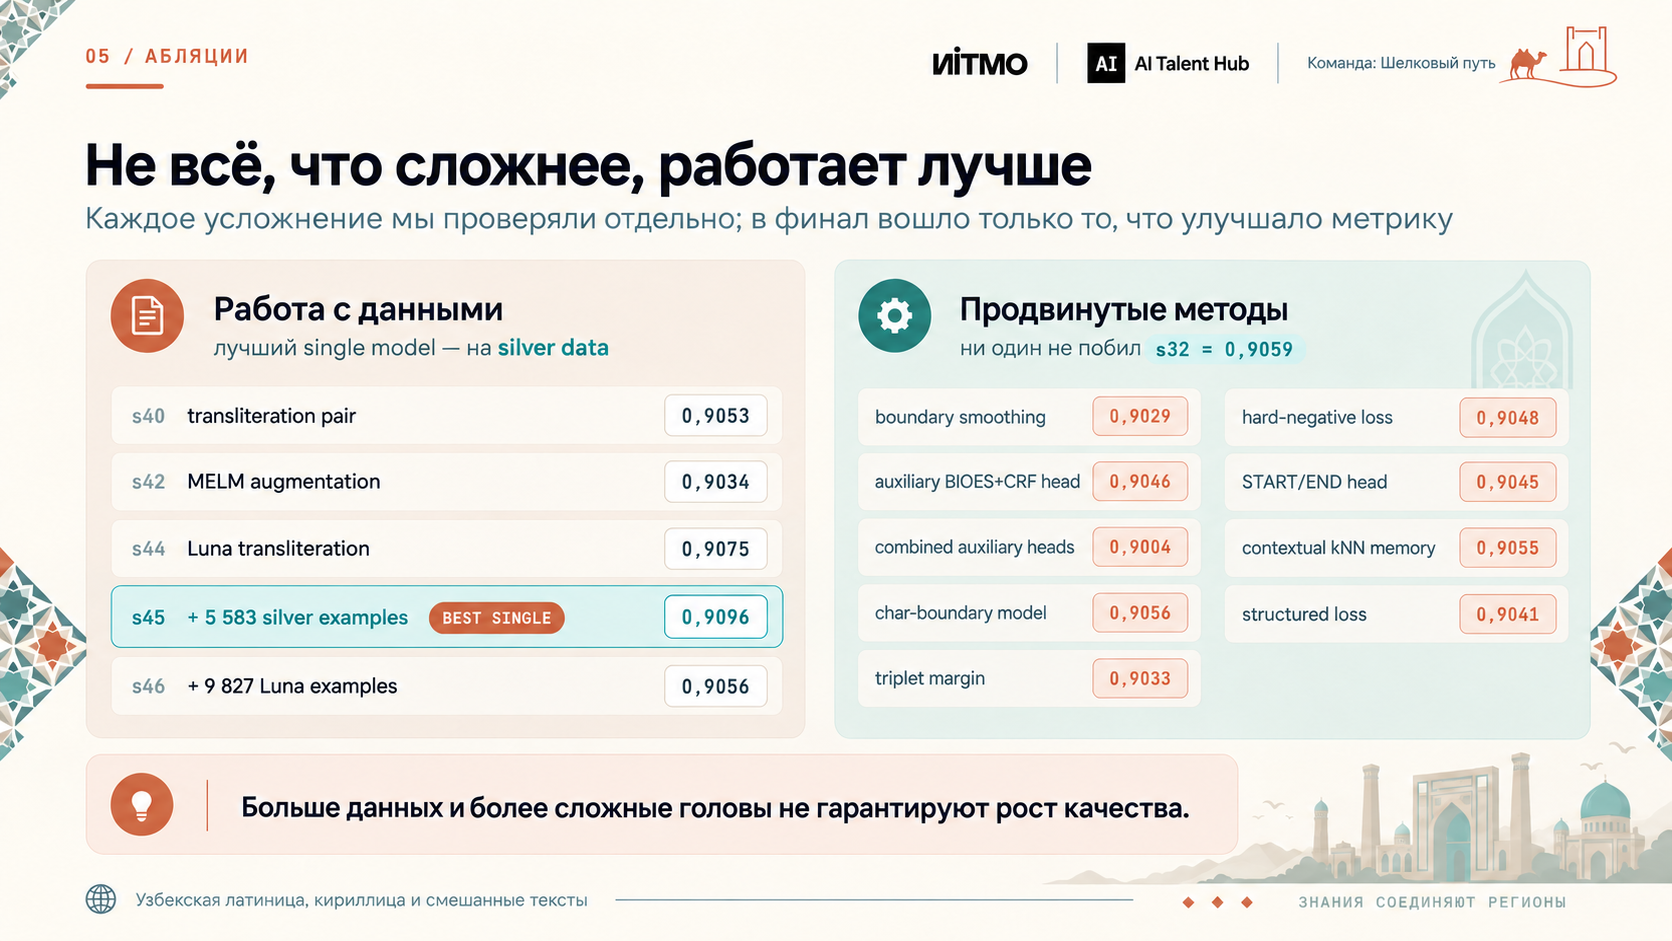 05 / АБЛЯЦИИ
ИТМО
AI
AI Talent Hub
Команда: Шелковый путь
Не всё, что сложнее, работает лучше
Каждое усложнение мы проверяли отдельно; в финал вошло только то, что улучшало метрику
Работа с данными
лучший single model — на silver data
s40 transliteration pair 0,9053
s42 MELM augmentation 0,9034
s44 Luna transliteration 0,9075
s45 + 5 583 silver examples BEST SINGLE 0,9096
s46 + 9 827 Luna examples 0,9056
Продвинутые методы
ни один не побил s32 = 0,9059
boundary smoothing 0,9029
auxiliary BIOES+CRF head 0,9046
combined auxiliary heads 0,9004
char-boundary model 0,9056
triplet margin 0,9033
hard-negative loss 0,9048
START/END head 0,9045
contextual kNN memory 0,9055
structured loss 0,9041
Больше данных и более сложные головы не гарантируют рост качества.
Узбекская латиница, кириллица и смешанные тексты
ЗНАНИЯ СОЕДИНЯЮТ РЕГИОНЫ